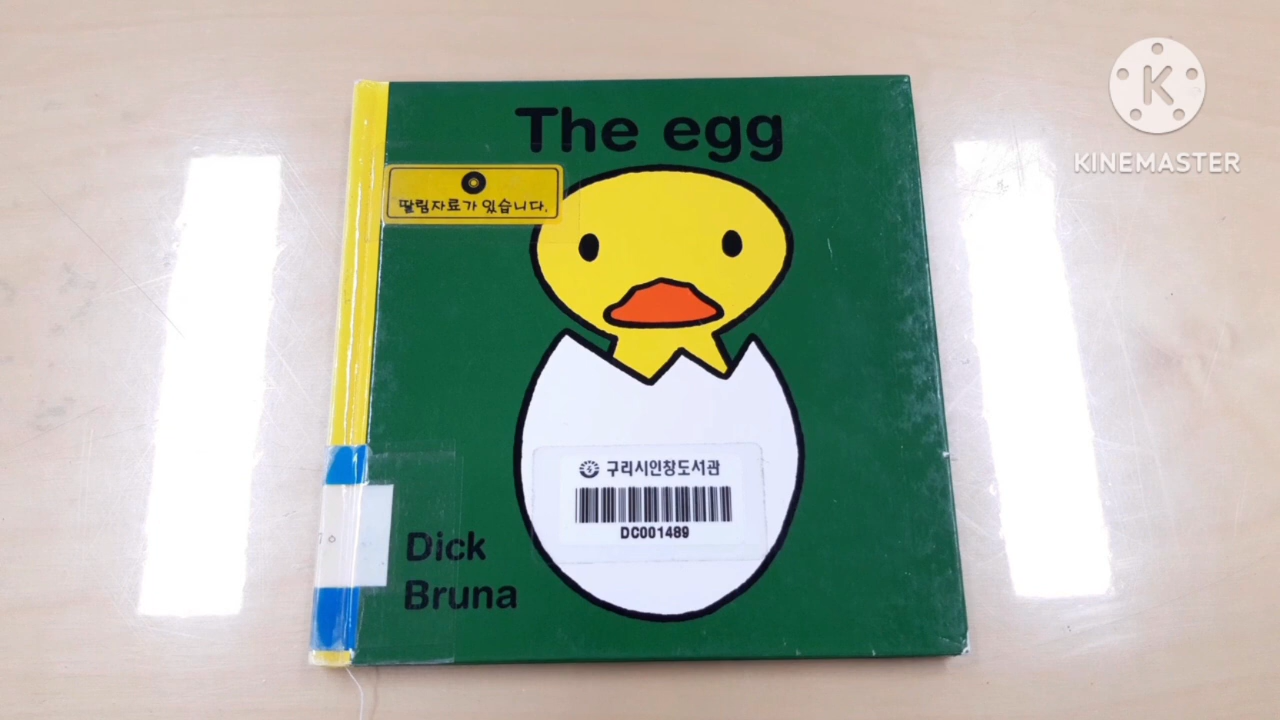 The egg
딸림자료가 있습니다.
구리시인창도서관
DC001489
Dick
Bruna
K
KINEMASTER